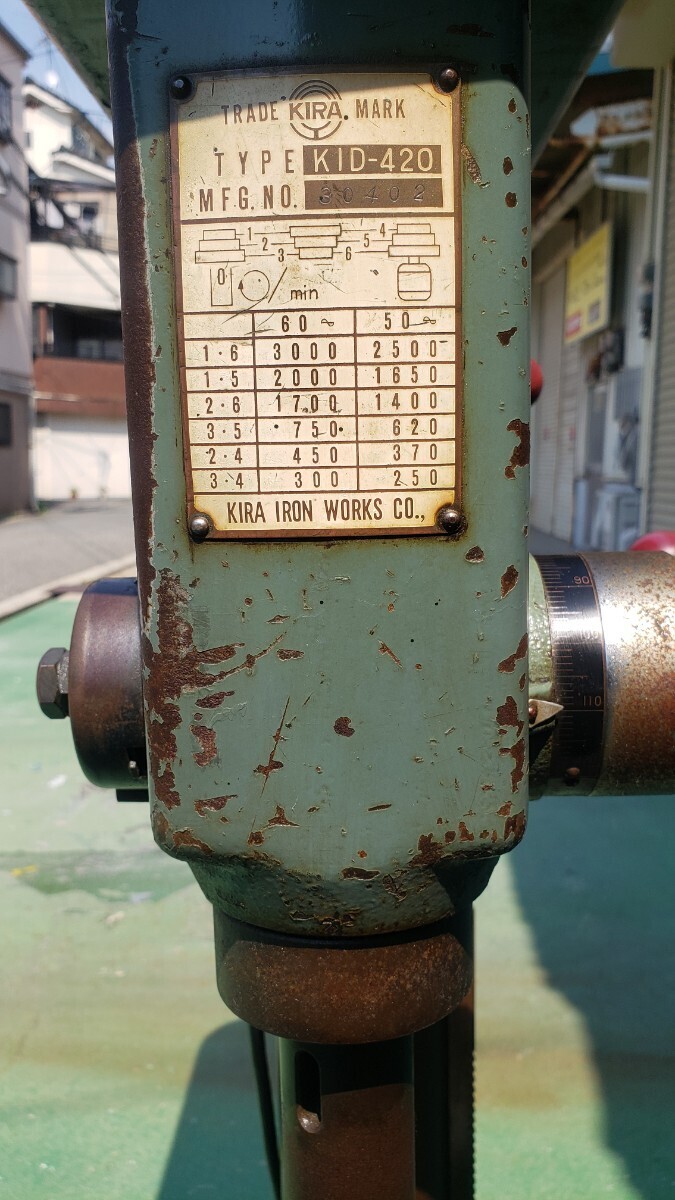 TRADE KIRA MARK
TYPE KID-420
MFG. NO. 30402
1 4
2 5
3 6
0 /min
60~ 50~
1·6 3000 2500
1·5 2000 1650
2·6 1700 1400
3·5 750 620
2·4 450 370
3·4 300 250
KIRA IRON WORKS CO.,
90
110